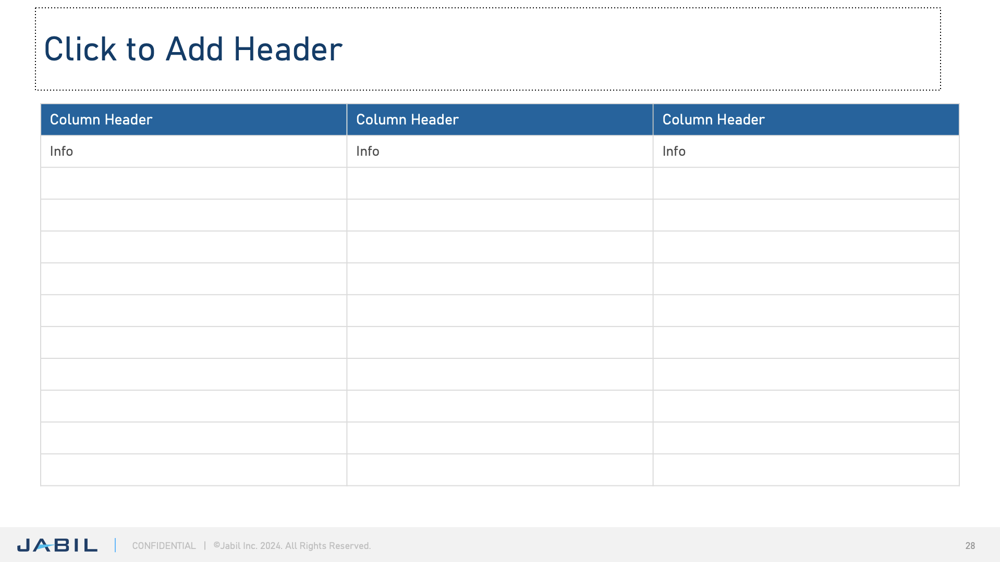 Click to Add Header
Column Header Column Header Column Header
Info Info Info
JABIL | CONFIDENTIAL | ©Jabil Inc. 2024. All Rights Reserved. 28